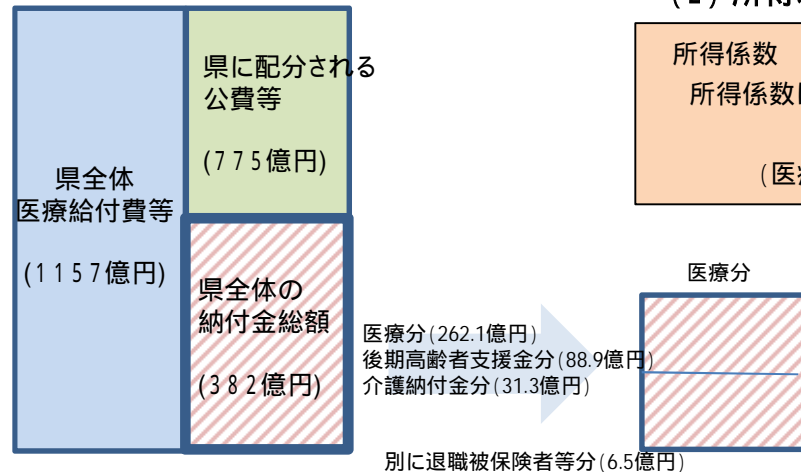 県全体
医療給付費等
(1157億円)
県に配分される
公費等
(775億円)
県全体の
納付金総額
(382億円)
医療分(262.1億円)
後期高齢者支援金分(88.9億円)
介護納付金分(31.3億円)
別に退職被保険者等分(6.5億円)
所得係数
所得係数
(医
医療分